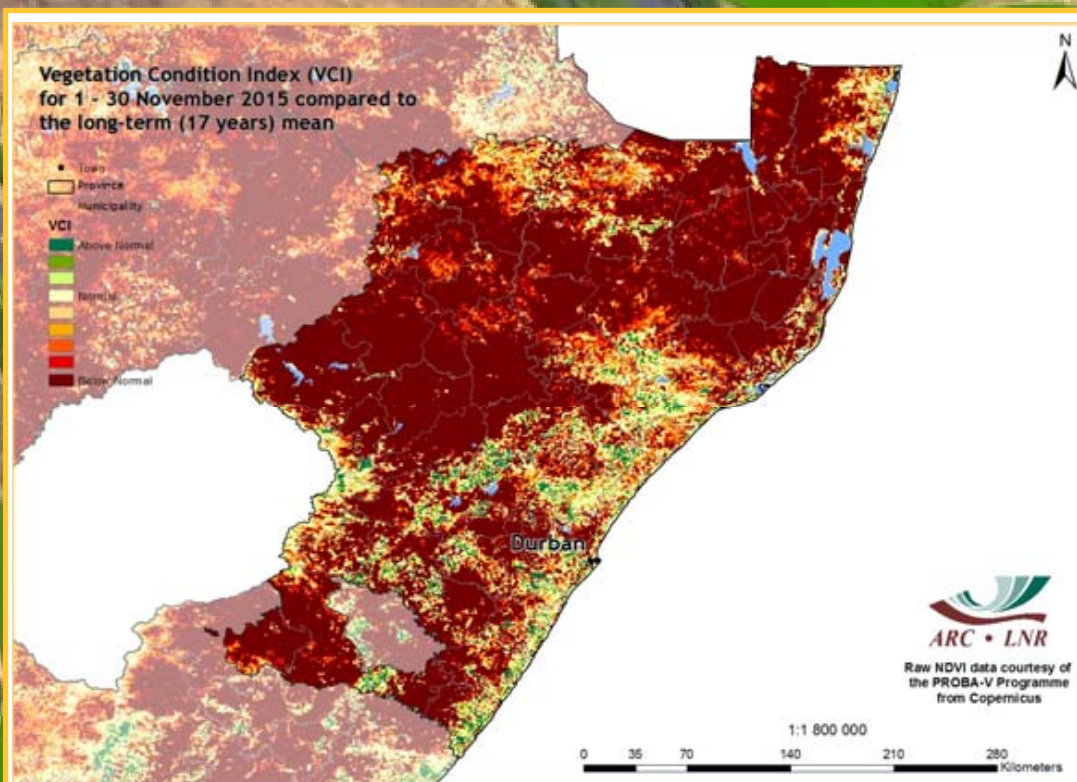 Vegetation Condition Index (VCI)
for 1 - 30 November 2015 compared to
the long-term (17 years) mean
N
Town
Province
Municipality
VCI
Above Normal
Normal
Below Normal
Durban
ARC • LNR
Raw NDVI data courtesy of
the PROBA-V Programme
from Copernicus
1:1 800 000
0 35 70 140 210 280
Kilometers